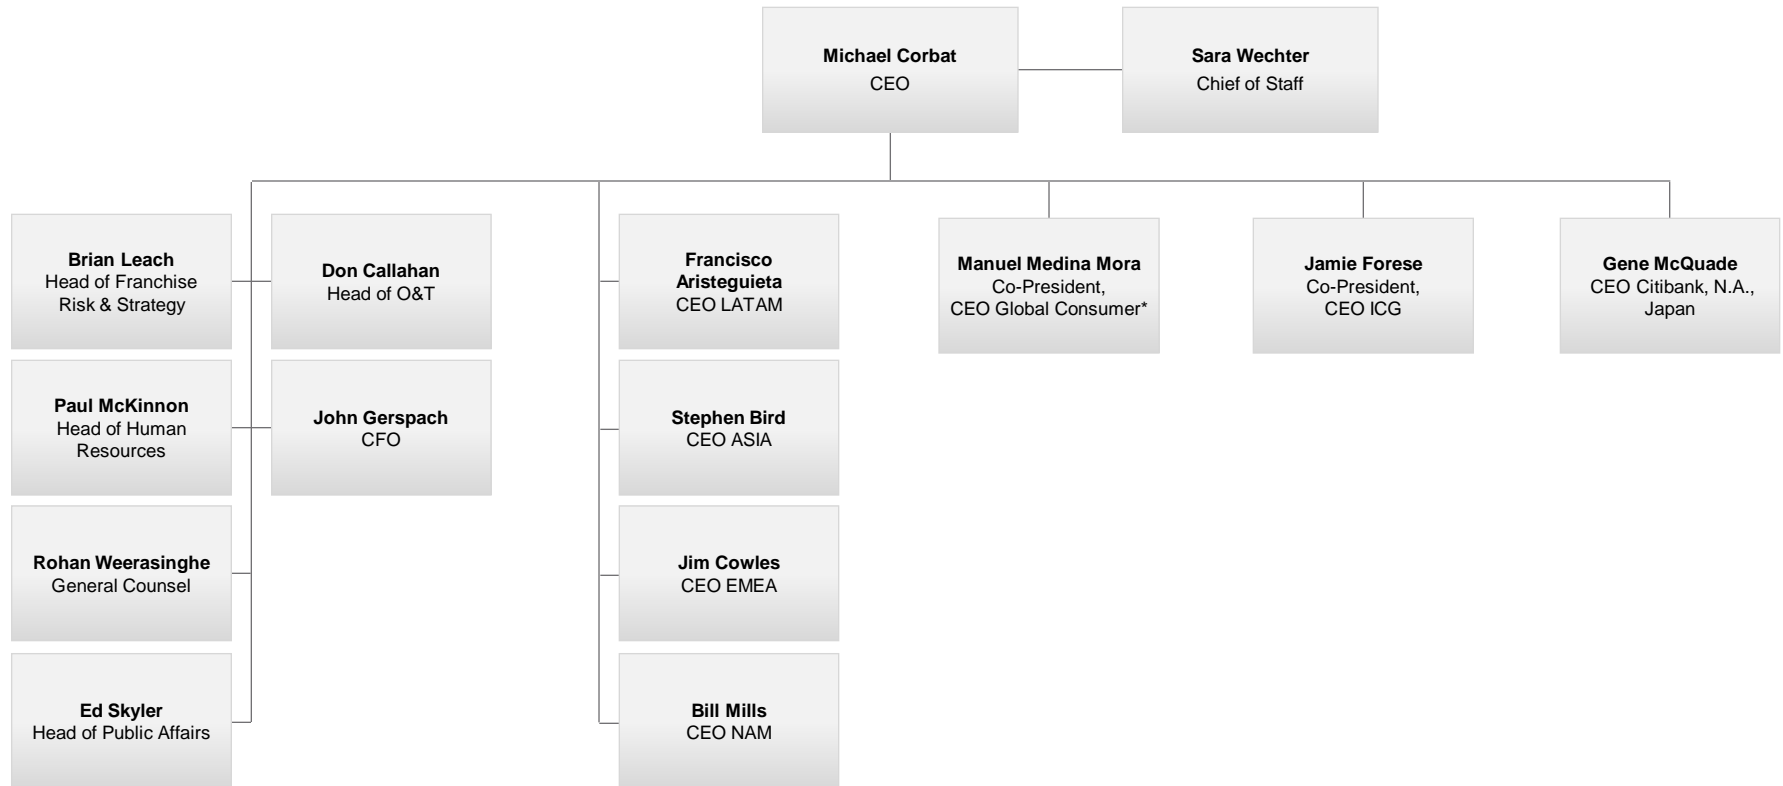 Michael Corbat
CEO
Sara Wechter
Chief of Staff
Brian Leach
Head of Franchise
Risk & Strategy
Don Callahan
Head of O&T
Francisco
Aristeguieta
CEO LATAM
Manuel Medina Mora
Co-President,
CEO Global Consumer*
Jamie Forese
Co-President,
CEO ICG
Gene McQuade
CEO Citibank, N.A.,
Japan
Paul McKinnon
Head of Human
Resources
John Gerspach
CFO
Stephen Bird
CEO ASIA
Rohan Weerasinghe
General Counsel
Jim Cowles
CEO EMEA
Ed Skyler
Head of Public Affairs
Bill Mills
CEO NAM